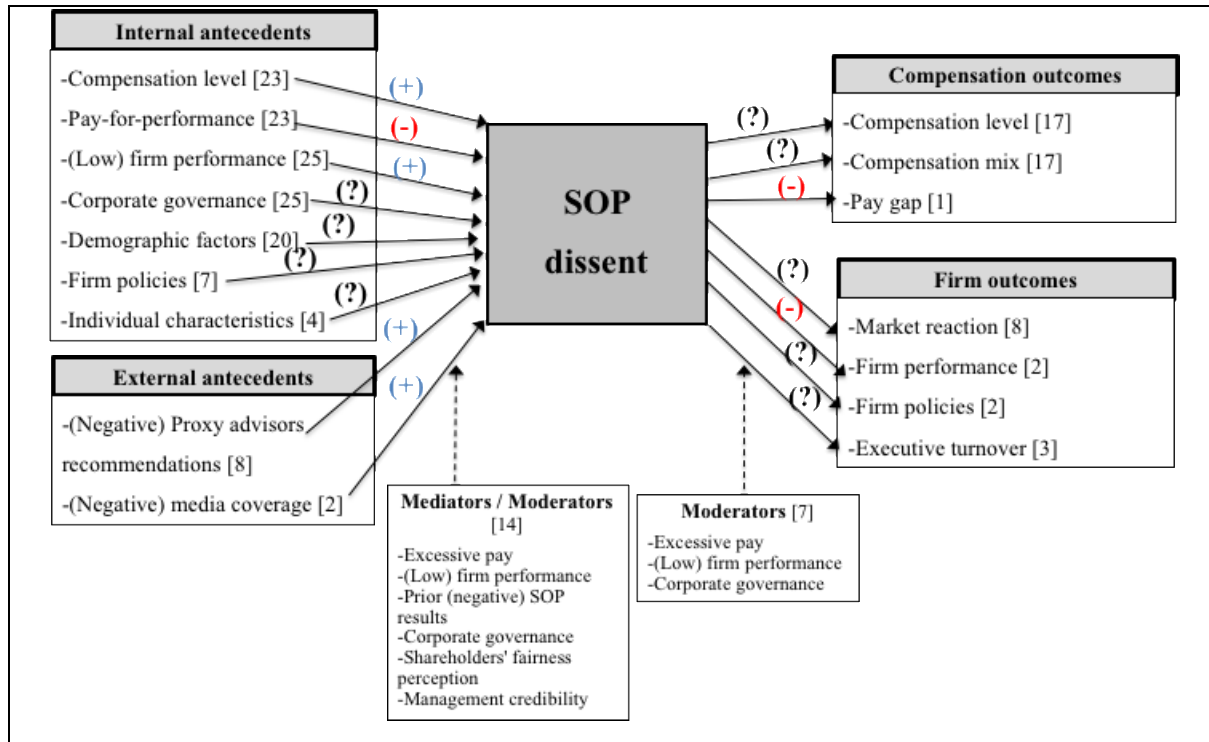 Internal antecedents
-Compensation level [23]
-Pay-for-performance [23]
-(Low) firm performance [25]
-Corporate governance [25]
-Demographic factors [20]
-Firm policies [7]
-Individual characteristics [4]
External antecedents
-(Negative) Proxy advisors
recommendations [8]
-(Negative) media coverage [2]
(+)
(-)
(+)
(?)
(?)
(?)
(?)
(+)
(+)
SOP
dissent
Mediators / Moderators
[14]
-Excessive pay
-(Low) firm performance
-Prior (negative) SOP
results
-Corporate governance
-Shareholders' fairness
perception
-Management credibility
Moderators [7]
-Excessive pay
-(Low) firm performance
-Corporate governance
(?)
(?)
(-)
(?)
(-)
(?)
(?)
Compensation outcomes
-Compensation level [17]
-Compensation mix [17]
-Pay gap [1]
Firm outcomes
-Market reaction [8]
-Firm performance [2]
-Firm policies [2]
-Executive turnover [3]